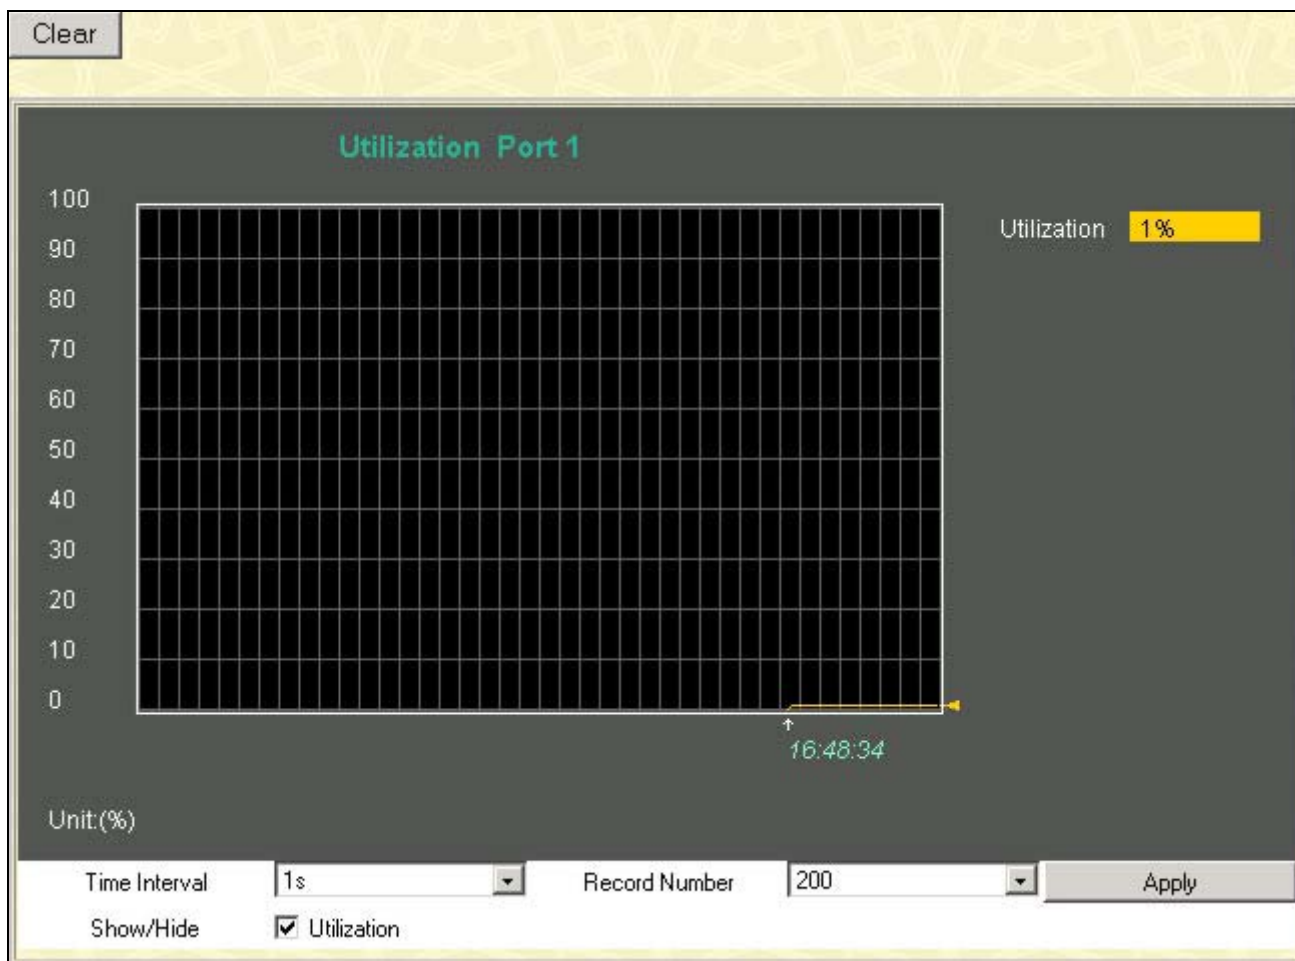 Clear
Utilization Port 1
100
90
80
70
60
50
40
30
20
10
0
Utilization 1%
16:48:34
Unit:(%)
Time Interval 1s Record Number 200 Apply
Show/Hide Utilization